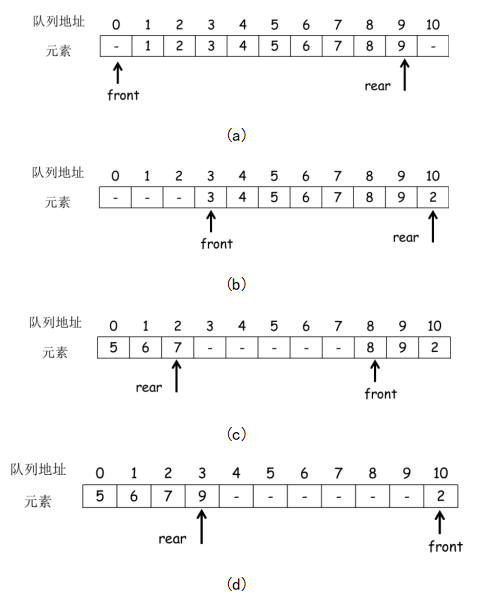 队列地址 0 1 2 3 4 5 6 7 8 9 10
元素 - 1 2 3 4 5 6 7 8 9 -
front rear
(a)
队列地址 0 1 2 3 4 5 6 7 8 9 10
元素 - - - 3 4 5 6 7 8 9 2
front rear
(b)
队列地址 0 1 2 3 4 5 6 7 8 9 10
元素 5 6 7 - - - - - 8 9 2
rear front
(c)
队列地址 0 1 2 3 4 5 6 7 8 9 10
元素 5 6 7 9 - - - - - - 2
rear front
(d)